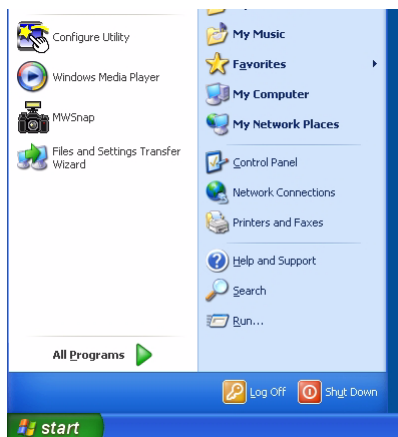 Configure Utility
Windows Media Player
MWSnap
Files and Settings Transfer
Wizard
All Programs
My Music
Favorites
My Computer
My Network Places
Control Panel
Network Connections
Printers and Faxes
Help and Support
Search
Run...
Log Off
Shut Down
start